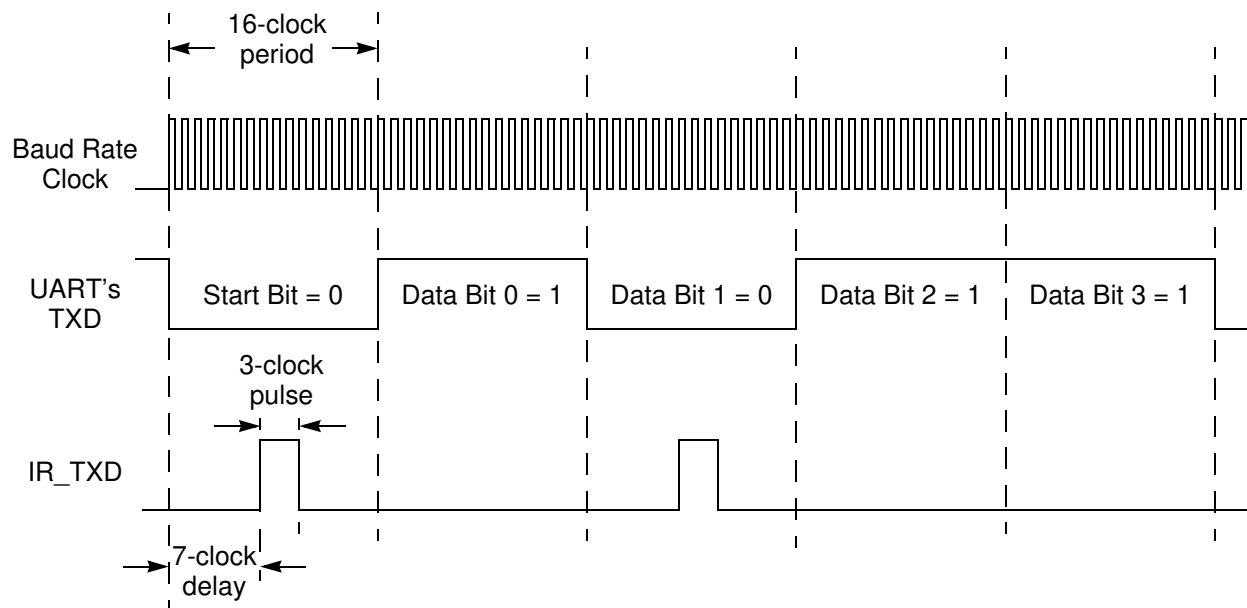 16-clock
period
Baud Rate
Clock
UART's
TXD
Start Bit = 0
Data Bit 0 = 1
Data Bit 1 = 0
Data Bit 2 = 1
Data Bit 3 = 1
3-clock
pulse
IR_TXD
7-clock
delay